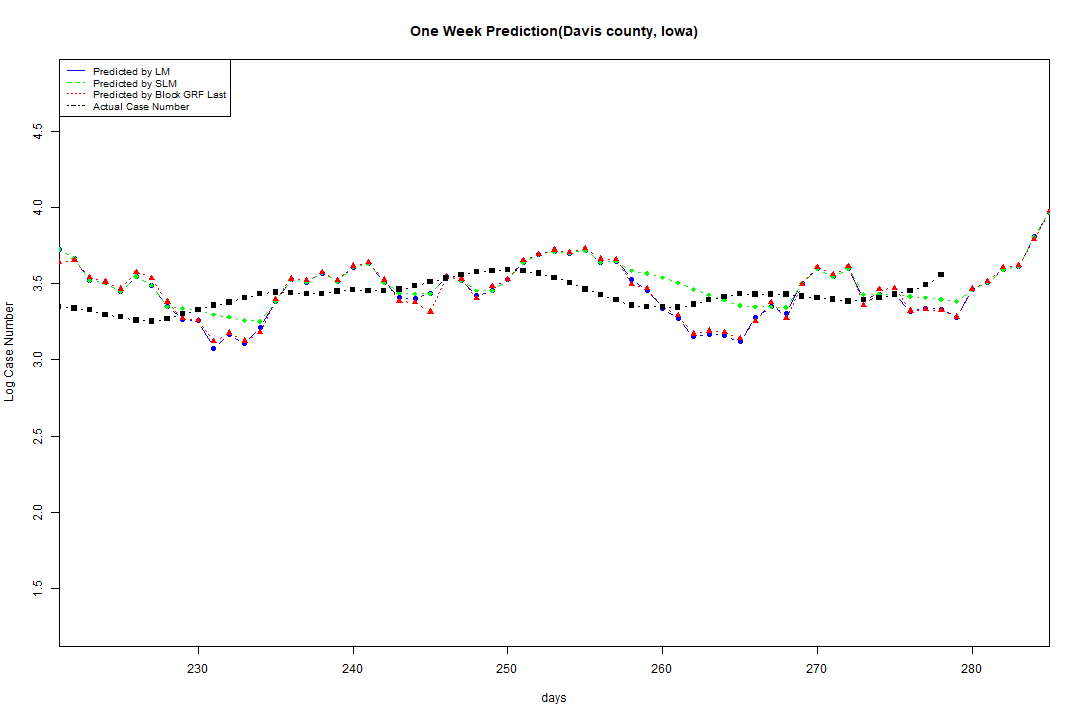 One Week Prediction(Davis county, Iowa)
Predicted by LM
Predicted by SLM
Predicted by Block GRF Last
Actual Case Number
4.5
4.0
3.5
3.0
2.5
2.0
1.5
Log Case Number
230 240 250 260 270 280
days